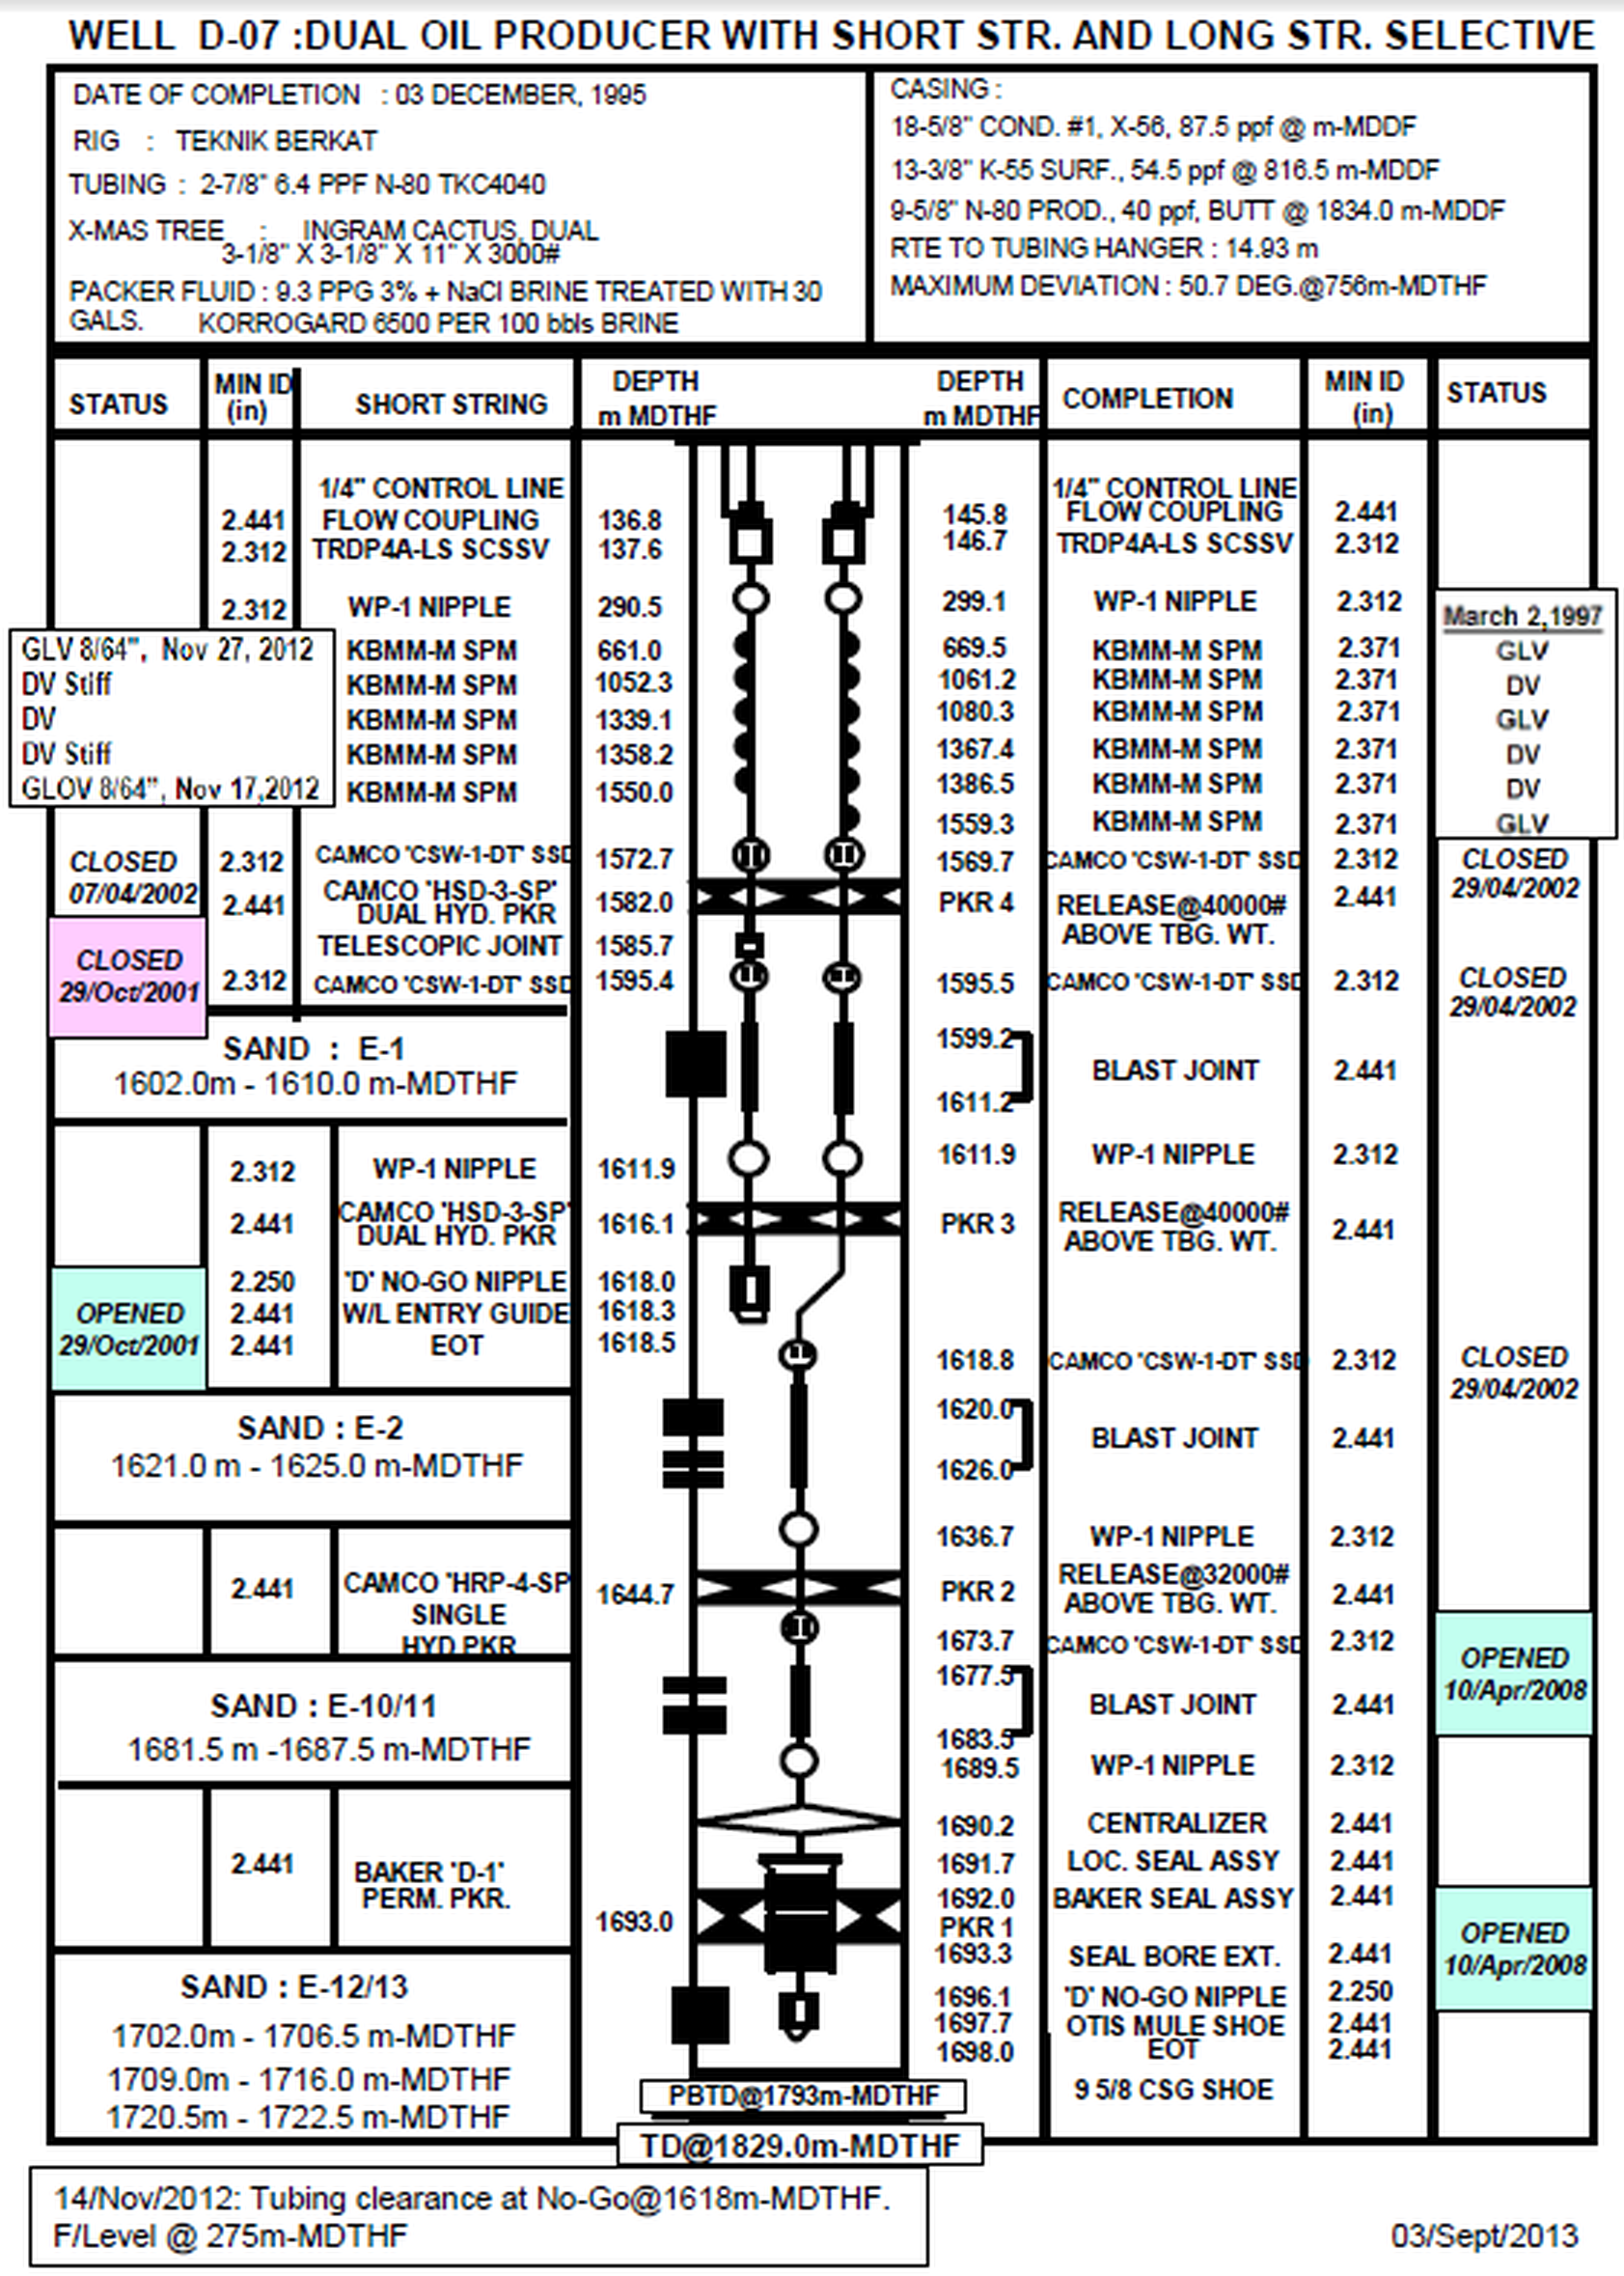 WELL D-07 :DUAL OIL PRODUCER WITH SHORT STR. AND LONG STR. SELECTIVE
DATE OF COMPLETION : 03 DECEMBER, 1995
RIG : TEKNIK BERKAT
TUBING : 2-7/8" 6.4 PPF N-80 TKC4040
X-MAS TREE : INGRAM CACTUS, DUAL
3-1/8" X 3-1/8" X 11" X 3000#
PACKER FLUID : 9.3 PPG 3% + NaCl BRINE TREATED WITH 30
GALS. KORROGARD 6500 PER 100 bbls BRINE
CASING :
18-5/8" COND. #1, X-56, 87.5 ppf @ m-MDDF
13-3/8" K-55 SURF., 54.5 ppf @ 816.5 m-MDDF
9-5/8" N-80 PROD., 40 ppf, BUTT @ 1834.0 m-MDDF
RTE TO TUBING HANGER : 14.93 m
MAXIMUM DEVIATION : 50.7 DEG.@756m-MDTHF
STATUS MIN ID (in) SHORT STRING DEPTH m MDTHF DEPTH m MDTHF COMPLETION MIN ID (in) STATUS
1/4" CONTROL LINE 1/4" CONTROL LINE
2.441 FLOW COUPLING 136.8 145.8 FLOW COUPLING 2.441
2.312 TRDP4A-LS SCSSV 137.6 146.7 TRDP4A-LS SCSSV 2.312
2.312 WP-1 NIPPLE 290.5 299.1 WP-1 NIPPLE 2.312 March 2,1997
GLV 8/64", Nov 27, 2012 KBMM-M SPM 661.0 669.5 KBMM-M SPM 2.371 GLV
DV Stiff KBMM-M SPM 1052.3 1061.2 KBMM-M SPM 2.371 DV
DV KBMM-M SPM 1339.1 1080.3 KBMM-M SPM 2.371 GLV
DV Stiff KBMM-M SPM 1358.2 1367.4 KBMM-M SPM 2.371 DV
GLOV 8/64", Nov 17,2012 KBMM-M SPM 1550.0 1386.5 KBMM-M SPM 2.371 DV
1559.3 KBMM-M SPM 2.371 GLV
CLOSED 2.312 CAMCO 'CSW-1-DT' SSD 1572.7 1569.7 CAMCO 'CSW-1-DT' SSD 2.312 CLOSED
07/04/2002 29/04/2002
2.441 CAMCO 'HSD-3-SP' 1582.0 PKR 4 RELEASE@40000# 2.441
DUAL HYD. PKR ABOVE TBG. WT.
TELESCOPIC JOINT 1585.7
CLOSED 2.312 CAMCO 'CSW-1-DT' SSD 1595.4 1595.5 CAMCO 'CSW-1-DT' SSD 2.312 CLOSED
29/Oct/2001 29/04/2002
SAND : E-1
1602.0m - 1610.0 m-MDTHF
1599.2
BLAST JOINT 2.441
1611.2
2.312 WP-1 NIPPLE 1611.9 1611.9 WP-1 NIPPLE 2.312
2.441 CAMCO 'HSD-3-SP' 1616.1 PKR 3 RELEASE@40000# 2.441
DUAL HYD. PKR ABOVE TBG. WT.
2.250 'D' NO-GO NIPPLE 1618.0
OPENED 2.441 W/L ENTRY GUIDE 1618.3
29/Oct/2001 2.441 EOT 1618.5
1618.8 CAMCO 'CSW-1-DT' SSD 2.312 CLOSED
29/04/2002
SAND : E-2
1621.0 m - 1625.0 m-MDTHF
1620.0
BLAST JOINT 2.441
1626.0
1636.7 WP-1 NIPPLE 2.312
2.441 CAMCO 'HRP-4-SP 1644.7 PKR 2 RELEASE@32000# 2.441
SINGLE ABOVE TBG. WT.
HYD PKR
1673.7 CAMCO 'CSW-1-DT' SSD 2.312 OPENED
10/Apr/2008
SAND : E-10/11
1681.5 m -1687.5 m-MDTHF
1677.5
BLAST JOINT 2.441
1683.5
1689.5 WP-1 NIPPLE 2.312
1690.2 CENTRALIZER 2.441
2.441 BAKER 'D-1' 1691.7 LOC. SEAL ASSY 2.441
PERM. PKR. 1692.0 BAKER SEAL ASSY 2.441
1693.0 PKR 1
OPENED
10/Apr/2008
1693.3 SEAL BORE EXT. 2.441
SAND : E-12/13
1702.0m - 1706.5 m-MDTHF
1709.0m - 1716.0 m-MDTHF
1720.5m - 1722.5 m-MDTHF
1696.1 'D' NO-GO NIPPLE 2.250
1697.7 OTIS MULE SHOE 2.441
1698.0 EOT 2.441
9 5/8 CSG SHOE
PBTD@1793m-MDTHF
TD@1829.0m-MDTHF
14/Nov/2012: Tubing clearance at No-Go@1618m-MDTHF.
F/Level @ 275m-MDTHF
03/Sept/2013